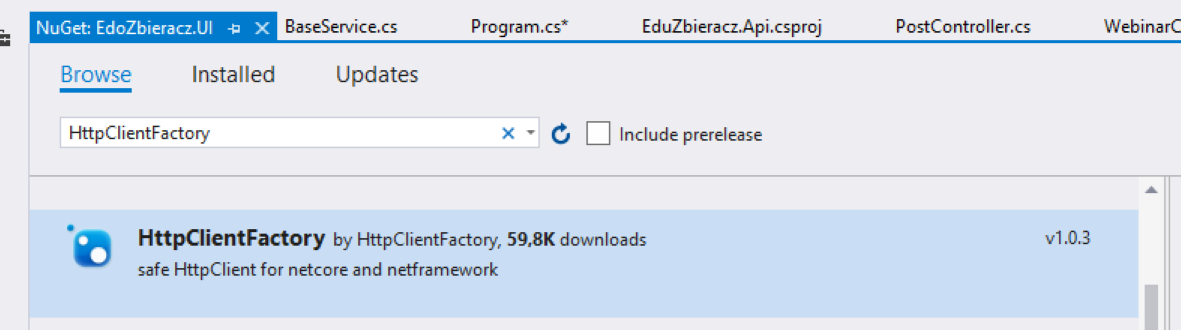 NuGet: EdoZbieracz.UI BaseService.cs Program.cs* EduZbieracz.Api.csproj PostController.cs WebinarC
Browse Installed Updates
HttpClientFactory Include prerelease
HttpClientFactory by HttpClientFactory, 59,8K downloads v1.0.3
safe HttpClient for netcore and netframework